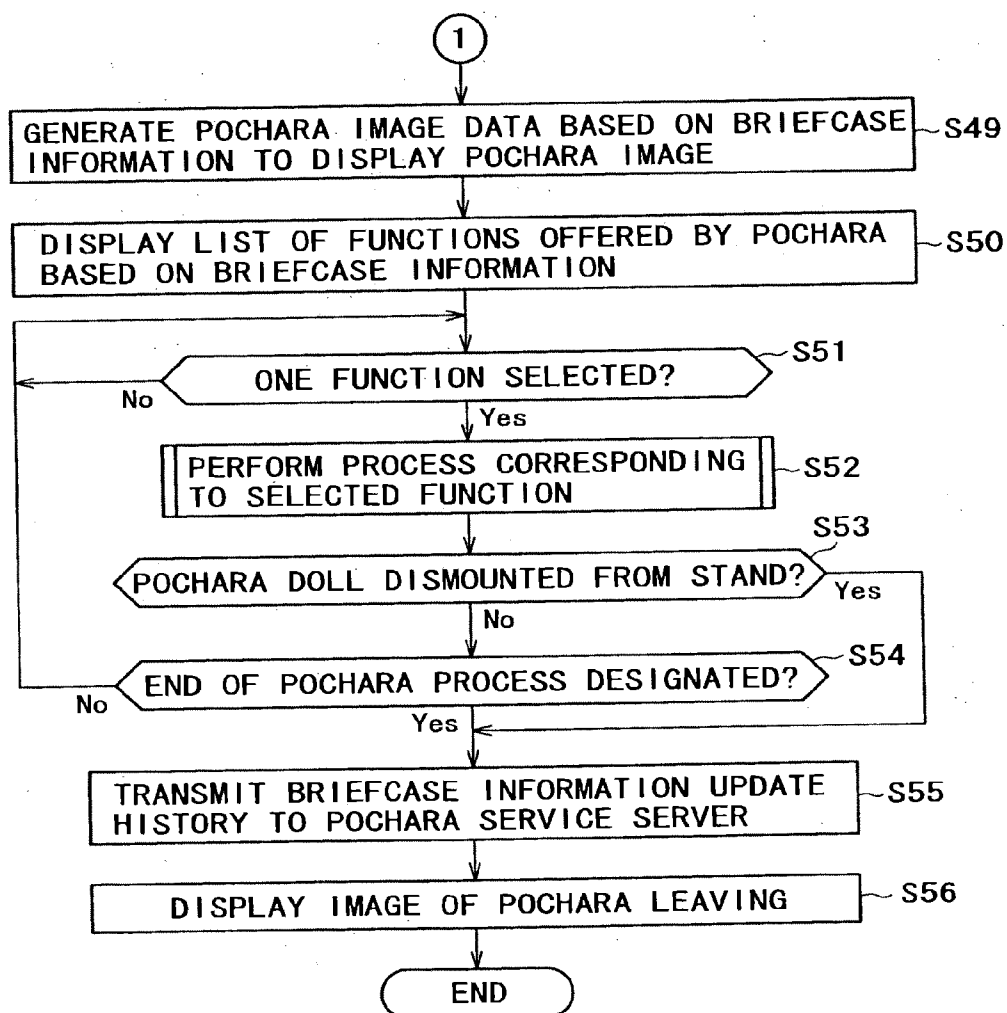 1
GENERATE POCHARA IMAGE DATA BASED ON BRIEFCASE
INFORMATION TO DISPLAY POCHARA IMAGE
S49
DISPLAY LIST OF FUNCTIONS OFFERED BY POCHARA
BASED ON BRIEFCASE INFORMATION
S50
ONE FUNCTION SELECTED?
S51
No
Yes
PERFORM PROCESS CORRESPONDING
TO SELECTED FUNCTION
S52
POCHARA DOLL DISMOUNTED FROM STAND?
S53
Yes
No
END OF POCHARA PROCESS DESIGNATED?
S54
No
Yes
TRANSMIT BRIEFCASE INFORMATION UPDATE
HISTORY TO POCHARA SERVICE SERVER
S55
DISPLAY IMAGE OF POCHARA LEAVING
S56
END